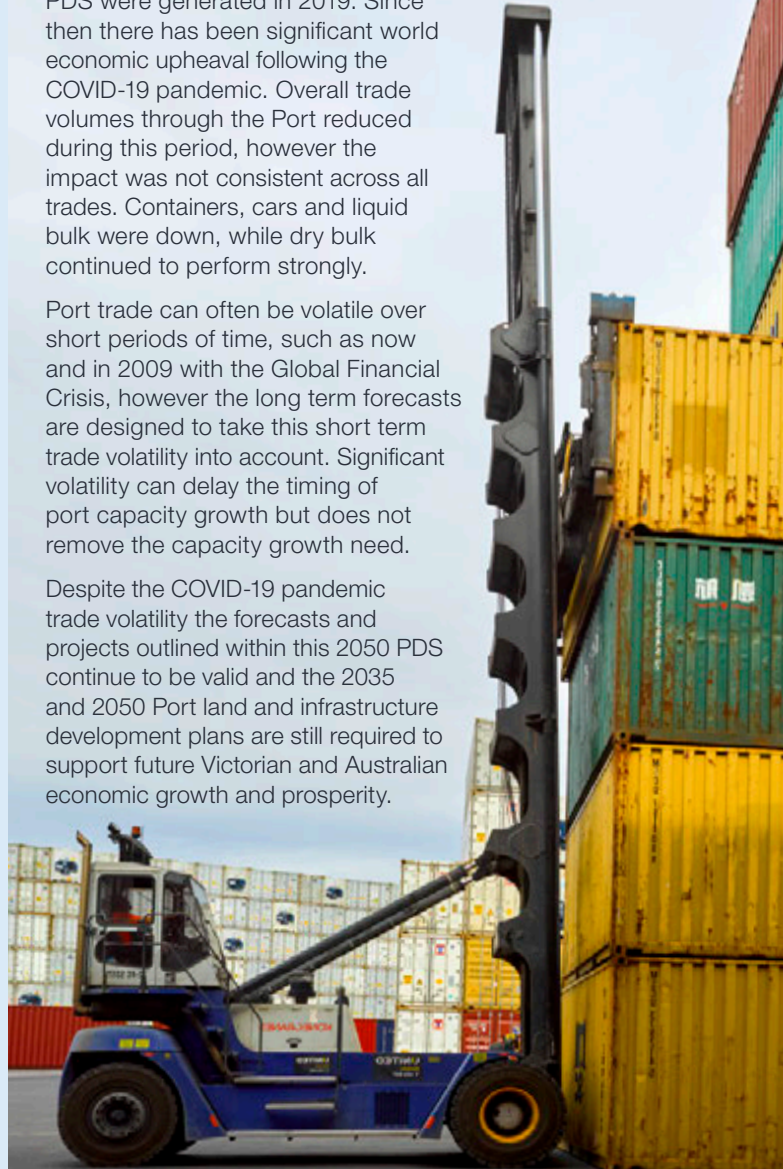 PDS were generated in 2019. Since
then there has been significant world
economic upheaval following the
COVID-19 pandemic. Overall trade
volumes through the Port reduced
during this period, however the
impact was not consistent across all
trades. Containers, cars and liquid
bulk were down, while dry bulk
continued to perform strongly.
Port trade can often be volatile over
short periods of time, such as now
and in 2009 with the Global Financial
Crisis, however the long term forecasts
are designed to take this short term
trade volatility into account. Significant
volatility can delay the timing of
port capacity growth but does not
remove the capacity growth need.
Despite the COVID-19 pandemic
trade volatility the forecasts and
projects outlined within this 2050 PDS
continue to be valid and the 2035
and 2050 Port land and infrastructure
development plans are still required to
support future Victorian and Australian
economic growth and prosperity.